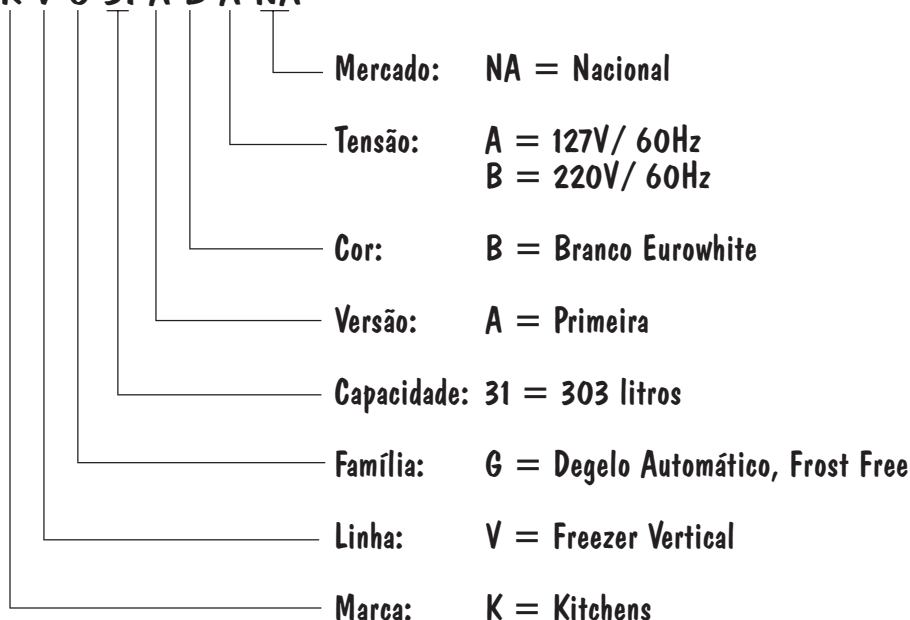 Mercado: NA = Nacional
Tensão: A = 127V/ 60Hz
B = 220V/ 60Hz
Cor: B = Branco Eurowhite
Versão: A = Primeira
Capacidade: 31 = 303 litros
Família: G = Degelo Automático, Frost Free
Linha: V = Freezer Vertical
Marca: K = Kitchens